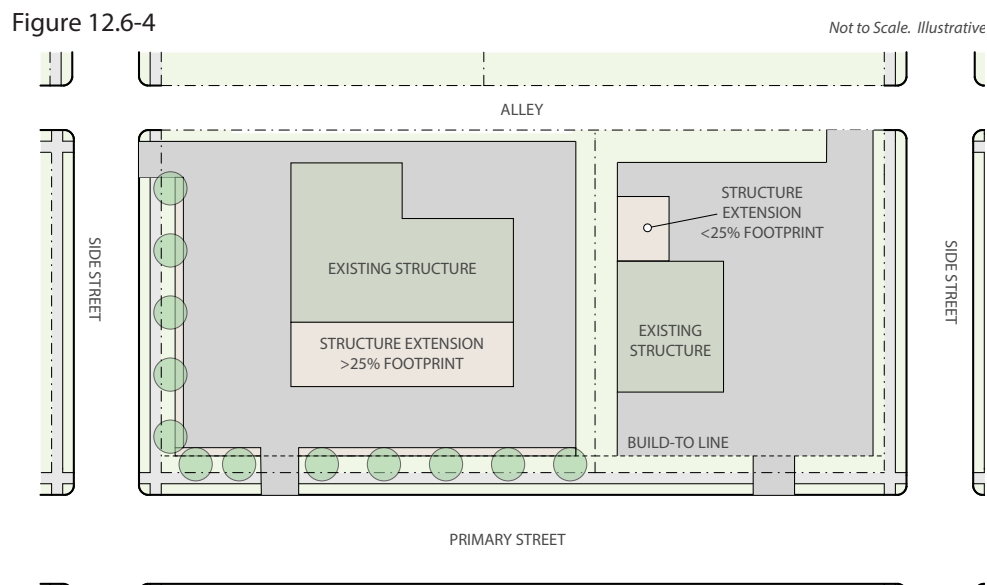 Figure 12.6-4
Not to Scale. Illustrative
ALLEY
STRUCTURE
EXTENSION
<25% FOOTPRINT
SIDE STREET
EXISTING STRUCTURE
SIDE STREET
STRUCTURE EXTENSION
>25% FOOTPRINT
EXISTING
STRUCTURE
BUILD-TO LINE
PRIMARY STREET